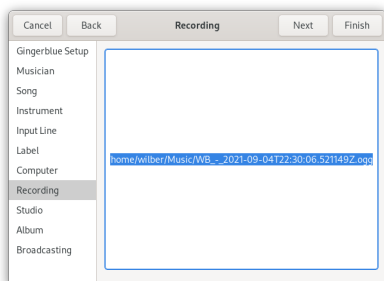 Cancel Back Recording Next Finish
Gingerblue Setup
Musician
Song
Instrument
Input Line
Label
Computer
Recording
Studio
Album
Broadcasting
home/wilber/Music/WB_-_2021-09-04T22:30:06.521149Z.ogg